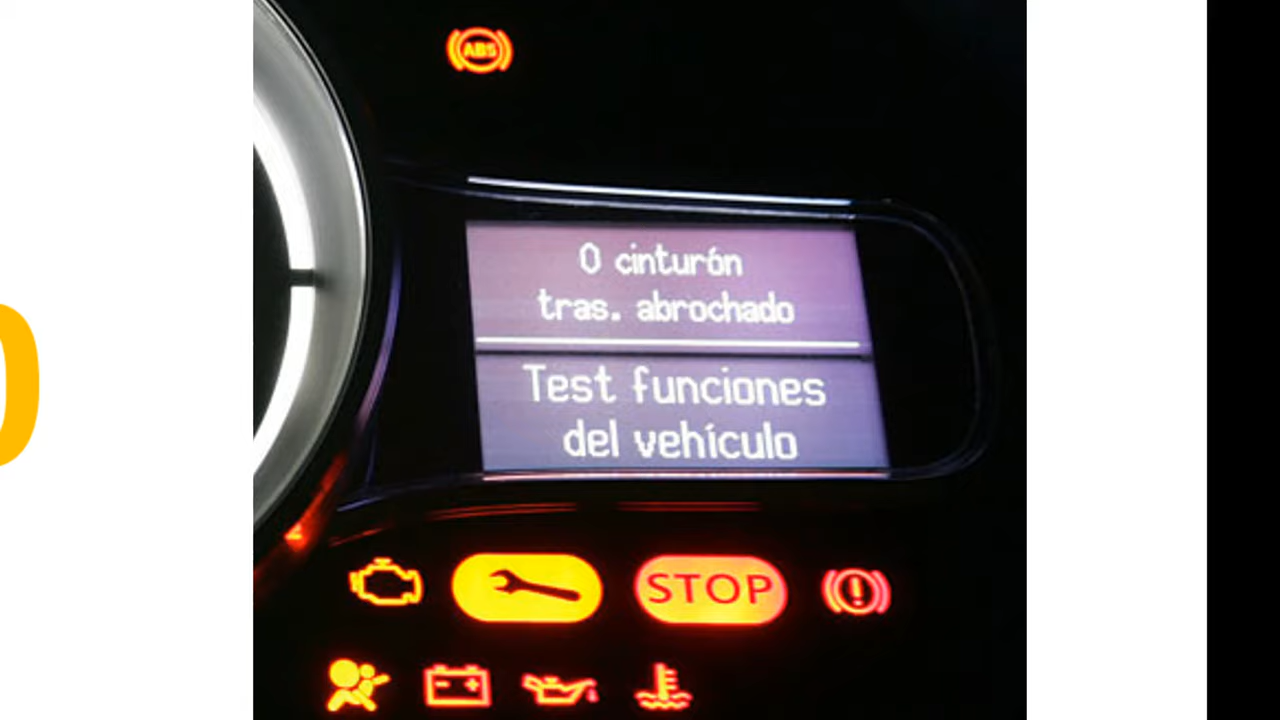 ABS
0 cinturón
tras. abrochado
Test funciones
del vehículo
STOP